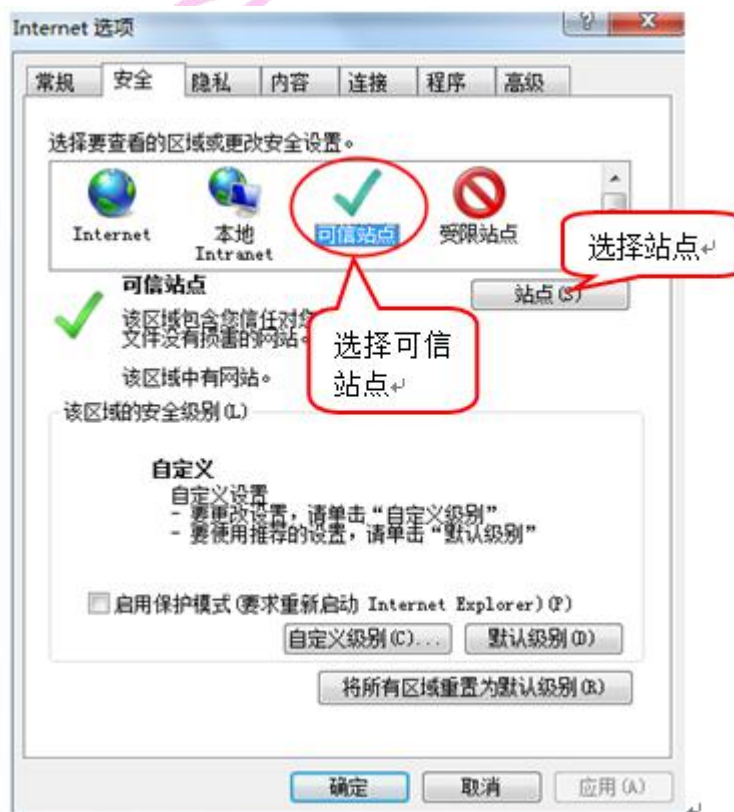 Internet 选项
常规 安全 隐私 内容 连接 程序 高级
选择要查看的区域或更改安全设置。
Internet
本地
Intranet
可信站点
受限站点
选择站点
可信站点
站点(S)
该区域包含您信任对您
文件没有损害的网站。
选择可信
站点
该区域中有网站。
该区域的安全级别(L)
自定义
自定义设置
- 要更改设置，请单击“自定义级别”
- 要使用推荐的设置，请单击“默认级别”
启用保护模式(要求重新启动 Internet Explorer)(P)
自定义级别(C)... 默认级别(D)
将所有区域重置为默认级别(R)
确定 取消 应用(A)